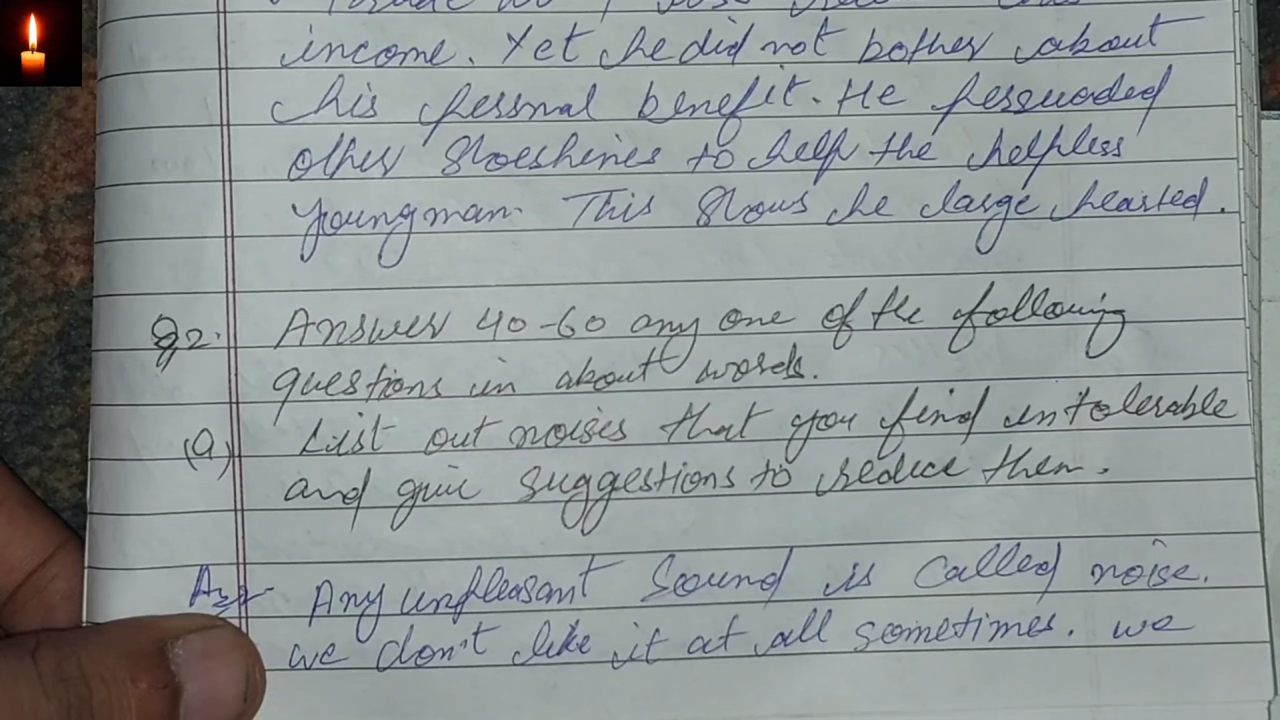 income. Yet he did not bother about
his personal benefit. He persuaded
other shoeshines to help the helpless
youngman. This shows he large hearted.
Q2. Answer 40-60 any one of the following
questions in about words.
(a) List out noises that you find intolerable
and give suggestions to reduce them.
Ans Any unpleasant Sound is called noise.
we don't like it at all sometimes. we